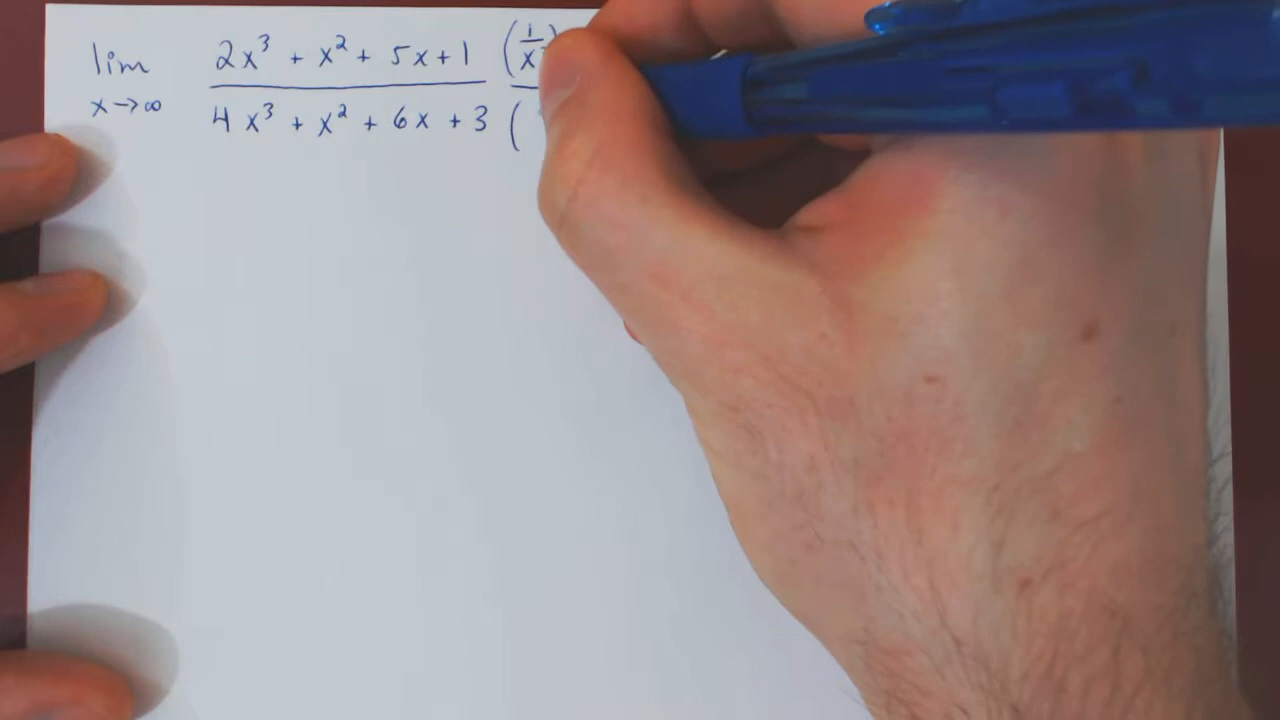 lim 2x³ + x² + 5x + 1 (1/x
x→∞ 4x³ + x² + 6x + 3 (